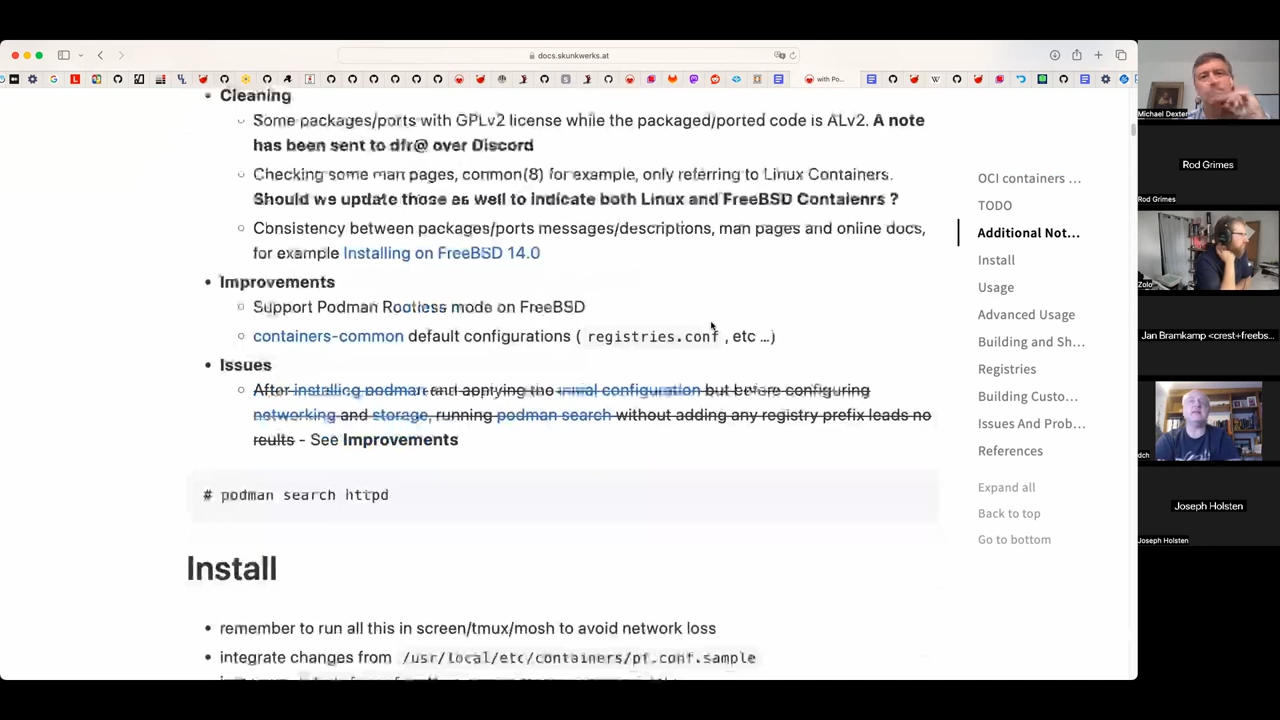 docs.skunkwerks.at
with Po...
Cleaning
Some packages/ports with GPLv2 license while the packaged/ported code is ALv2. A note
has been sent to dfr@ over Discord
Checking some man pages, common(8) for example, only referring to Linux Containers.
Should we update those as well to indicate both Linux and FreeBSD Contaienrs ?
Consistency between packages/ports messages/descriptions, man pages and online docs,
for example Installing on FreeBSD 14.0
Improvements
Support Podman Rootless mode on FreeBSD
containers-common default configurations ( registries.conf , etc …)
Issues
After installing podman and applying the initial configuration but before configuring
networking and storage, running podman search without adding any registry prefix leads no
reults - See Improvements
# podman search httpd
Install
remember to run all this in screen/tmux/mosh to avoid network loss
integrate changes from /usr/local/etc/containers/pf.conf.sample
OCI containers ...
TODO
Additional Not...
Install
Usage
Advanced Usage
Building and Sh...
Registries
Building Custo...
Issues And Prob...
References
Expand all
Back to top
Go to bottom
Michael Dexter
Rod Grimes
Rod Grimes
Zolo
Jan Bramkamp <crest+freebs...
dch
Joseph Holsten
Joseph Holsten